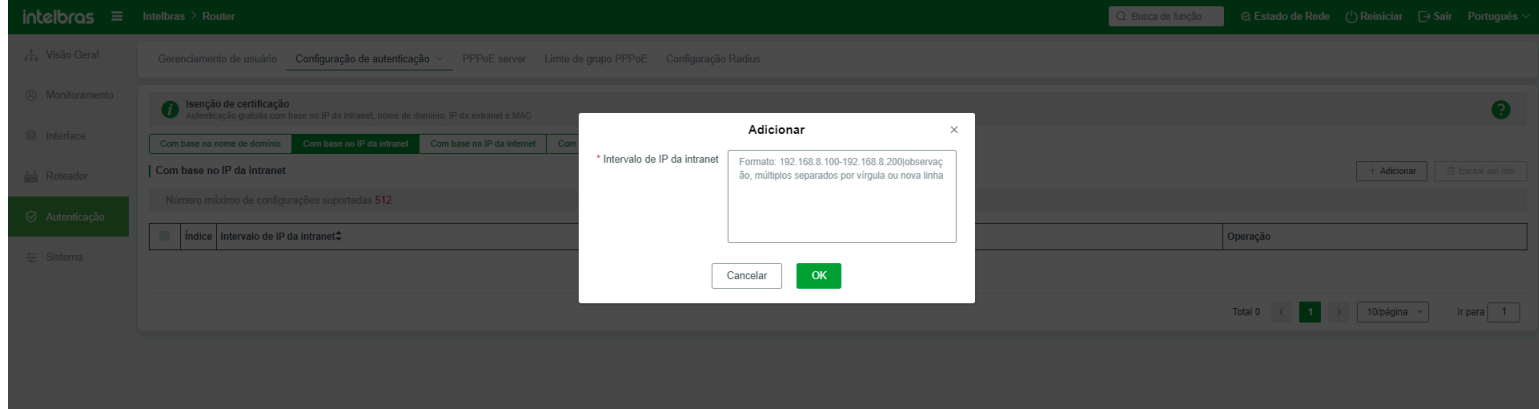 intelbras Intelbras > Router Busca de função Estado de Rede Reiniciar Sair Português
Visão Geral
Gerenciamento de usuário Configuração de autenticação PPPoE server Limte de grupo PPPoE Configuração Radius
Monitoramento
Isenção de certificação
Autenticação gratuita com base no IP da intranet, nome de domínio, IP da extranet e MAC
Adicionar
Interface
Com base no nome de domínio Com base no IP da intranet Com base no IP da internet Com
* Intervalo de IP da intranet
Formato: 192.168.8.100-192.168.8.200|observaç
ão, múltiplos separados por vírgula ou nova linha
Roteador
Com base no IP da intranet
Adicionar Excluir em lote
Número máximo de configurações suportadas 512
Autenticação
Índice Intervalo de IP da intranet Operação
Sistema
Cancelar OK
Total 0 1 10/página Ir para 1